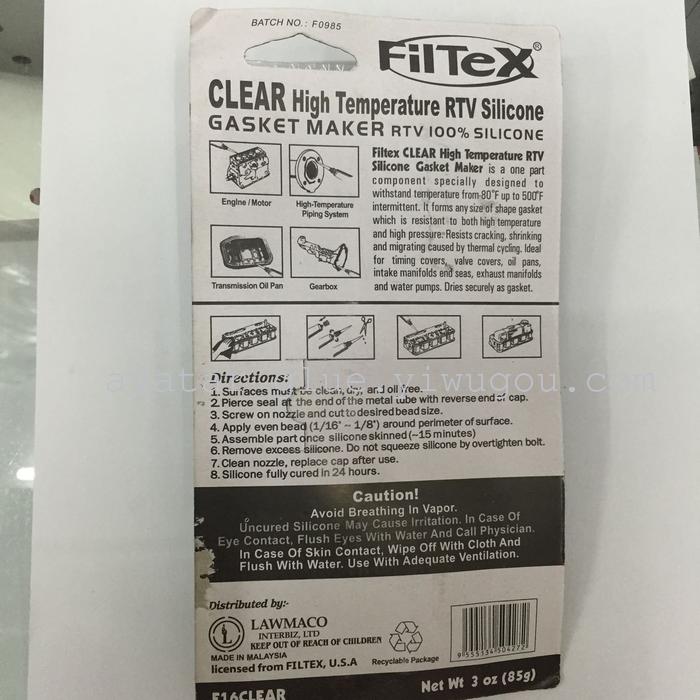 BATCH NO.: F0985
FilTeX®
CLEAR High Temperature RTV Silicone
GASKET MAKER RTV 100% SILICONE
Engine / Motor
High-Temperature
Piping System
Transmission Oil Pan
Gearbox
Filtex CLEAR High Temperature RTV
Silicone Gasket Maker is a one part
component specially designed to
withstand temperature from-80°F up to 500°F
intermittent. It forms any size of shape gasket
which is resistant to both high temperature
and high pressure. Resists cracking, shrinking
and migrating caused by thermal cycling. Ideal
for timing covers, valve covers, oil pans,
intake manifolds end seas, exhaust manifolds
and water pumps. Dries securely as gasket.
Directions:
1. Surfaces must be clean, dry, and oil free.
2. Pierce seal at the end of the metal tube with reverse end of cap.
3. Screw on nozzle and cut to desired bead size.
4. Apply even bead (1/16" ~ 1/8") around perimeter of surface.
5. Assemble part once silicone skinned (~15 minutes)
6. Remove excess silicone. Do not squeeze silicone by overtighten bolt.
7. Clean nozzle, replace cap after use.
8. Silicone fully cured in 24 hours.
Caution!
Avoid Breathing In Vapor.
Uncured Silicone May Cause Irritation. In Case Of
Eye Contact, Flush Eyes With Water And Call Physician.
In Case Of Skin Contact, Wipe Off With Cloth And
Flush With Water. Use With Adequate Ventilation.
Distributed by:-
LAWMACO
INTERBIZ, LTD
KEEP OUT OF REACH OF CHILDREN
MADE IN MALAYSIA
licensed from FILTEX, U.S.A
Recyclable Package
9 555134 504272
Net Wt 3 oz (85g)
F16CLEAR